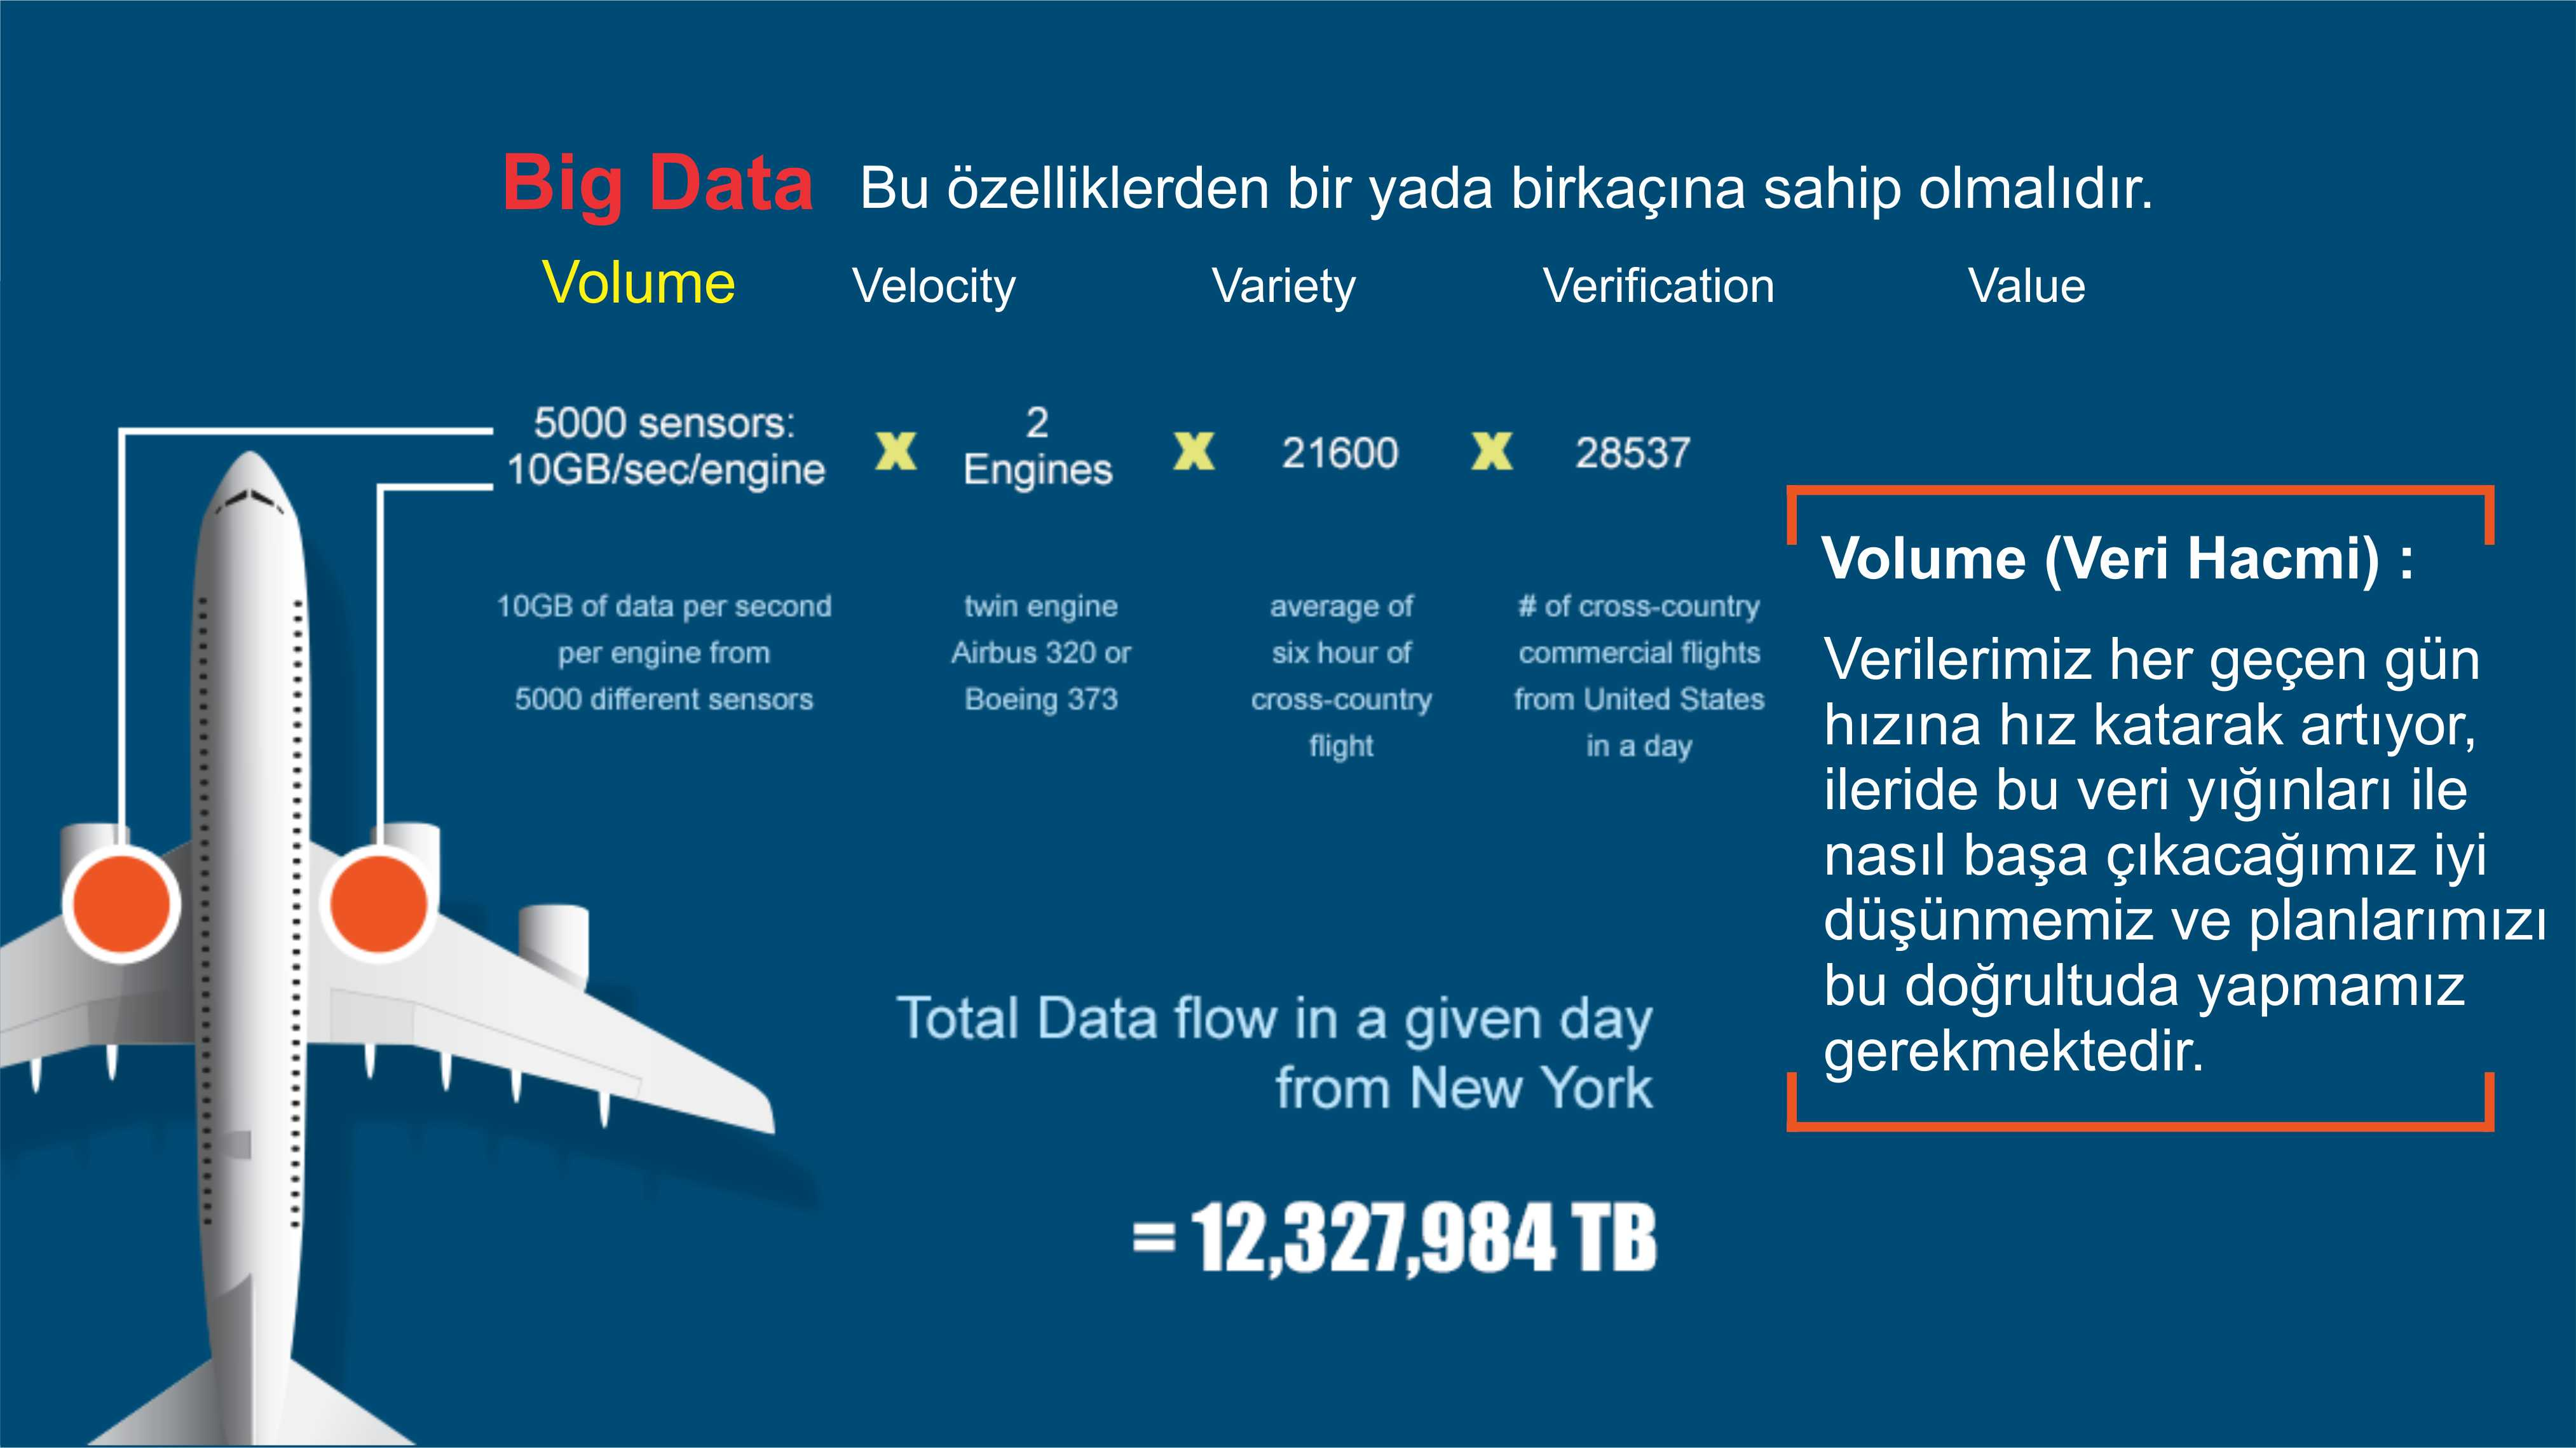 Big Data Bu özelliklerden bir yada birkaçına sahip olmalıdır.
Volume Velocity Variety Verification Value
5000 sensors:
10GB/sec/engine
X
2
Engines
X
21600
X
28537
10GB of data per second
per engine from
5000 different sensors
twin engine
Airbus 320 or
Boeing 373
average of
six hour of
cross-country
flight
# of cross-country
commercial flights
from United States
in a day
Total Data flow in a given day
from New York
= 12,327,984 TB
Volume (Veri Hacmi) :
Verilerimiz her geçen gün
hızına hız katarak artıyor,
ileride bu veri yığınları ile
nasıl başa çıkacağımız iyi
düşünmemiz ve planlarımızı
bu doğrultuda yapmamız
gerekmektedir.